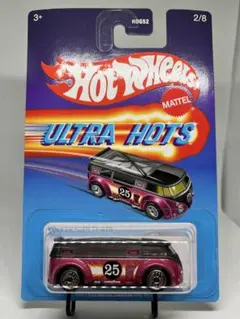 3+
HDG52
2/8
Hot Wheels
MATTEL
ULTRA HOTS
25
25